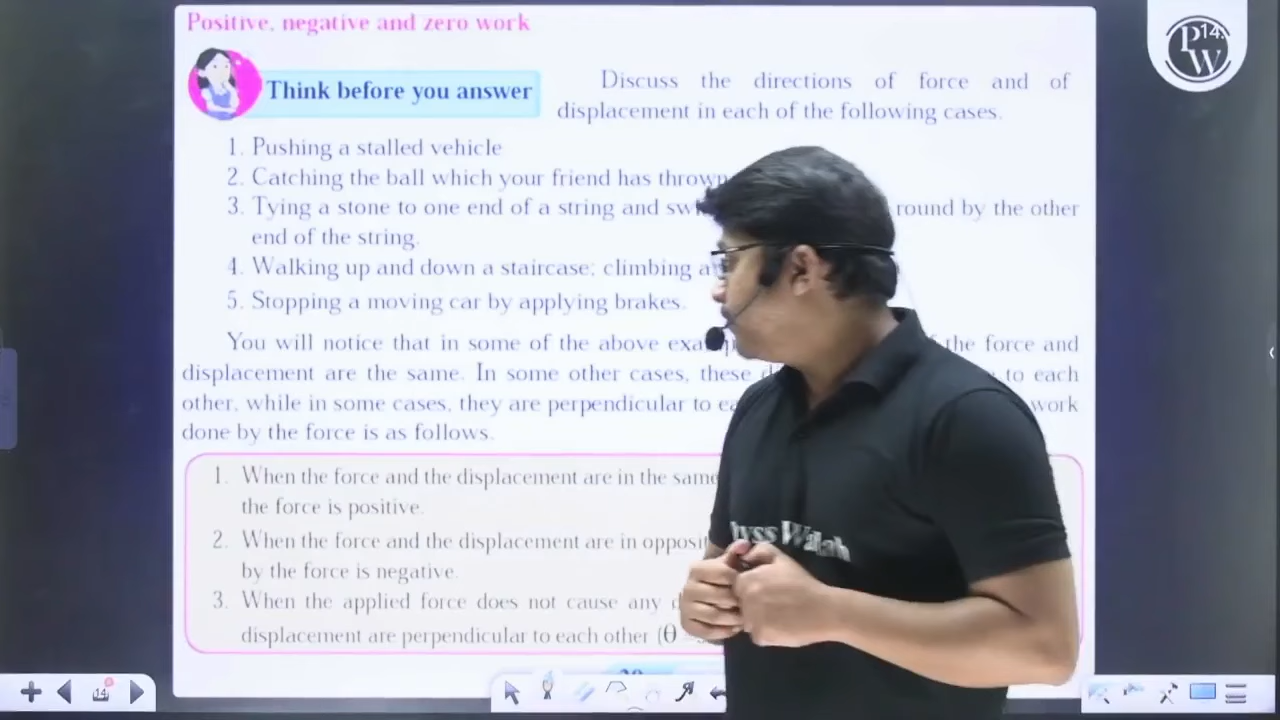 Positive, negative and zero work
PW
14
Think before you answer
Discuss the directions of force and of
displacement in each of the following cases.
1. Pushing a stalled vehicle
2. Catching the ball which your friend has thrown
3. Tying a stone to one end of a string and round by the other
end of the string.
4. Walking up and down a staircase; climbing
5. Stopping a moving car by applying brakes.
You will notice that in some of the above the force and
displacement are the same. In some other cases, these to each
other, while in some cases, they are perpendicular to work
done by the force is as follows.
1. When the force and the displacement are in the same
the force is positive.
2. When the force and the displacement are in
by the force is negative.
3. When the applied force does not cause any
displacement are perpendicular to each other (θ
Walah
14